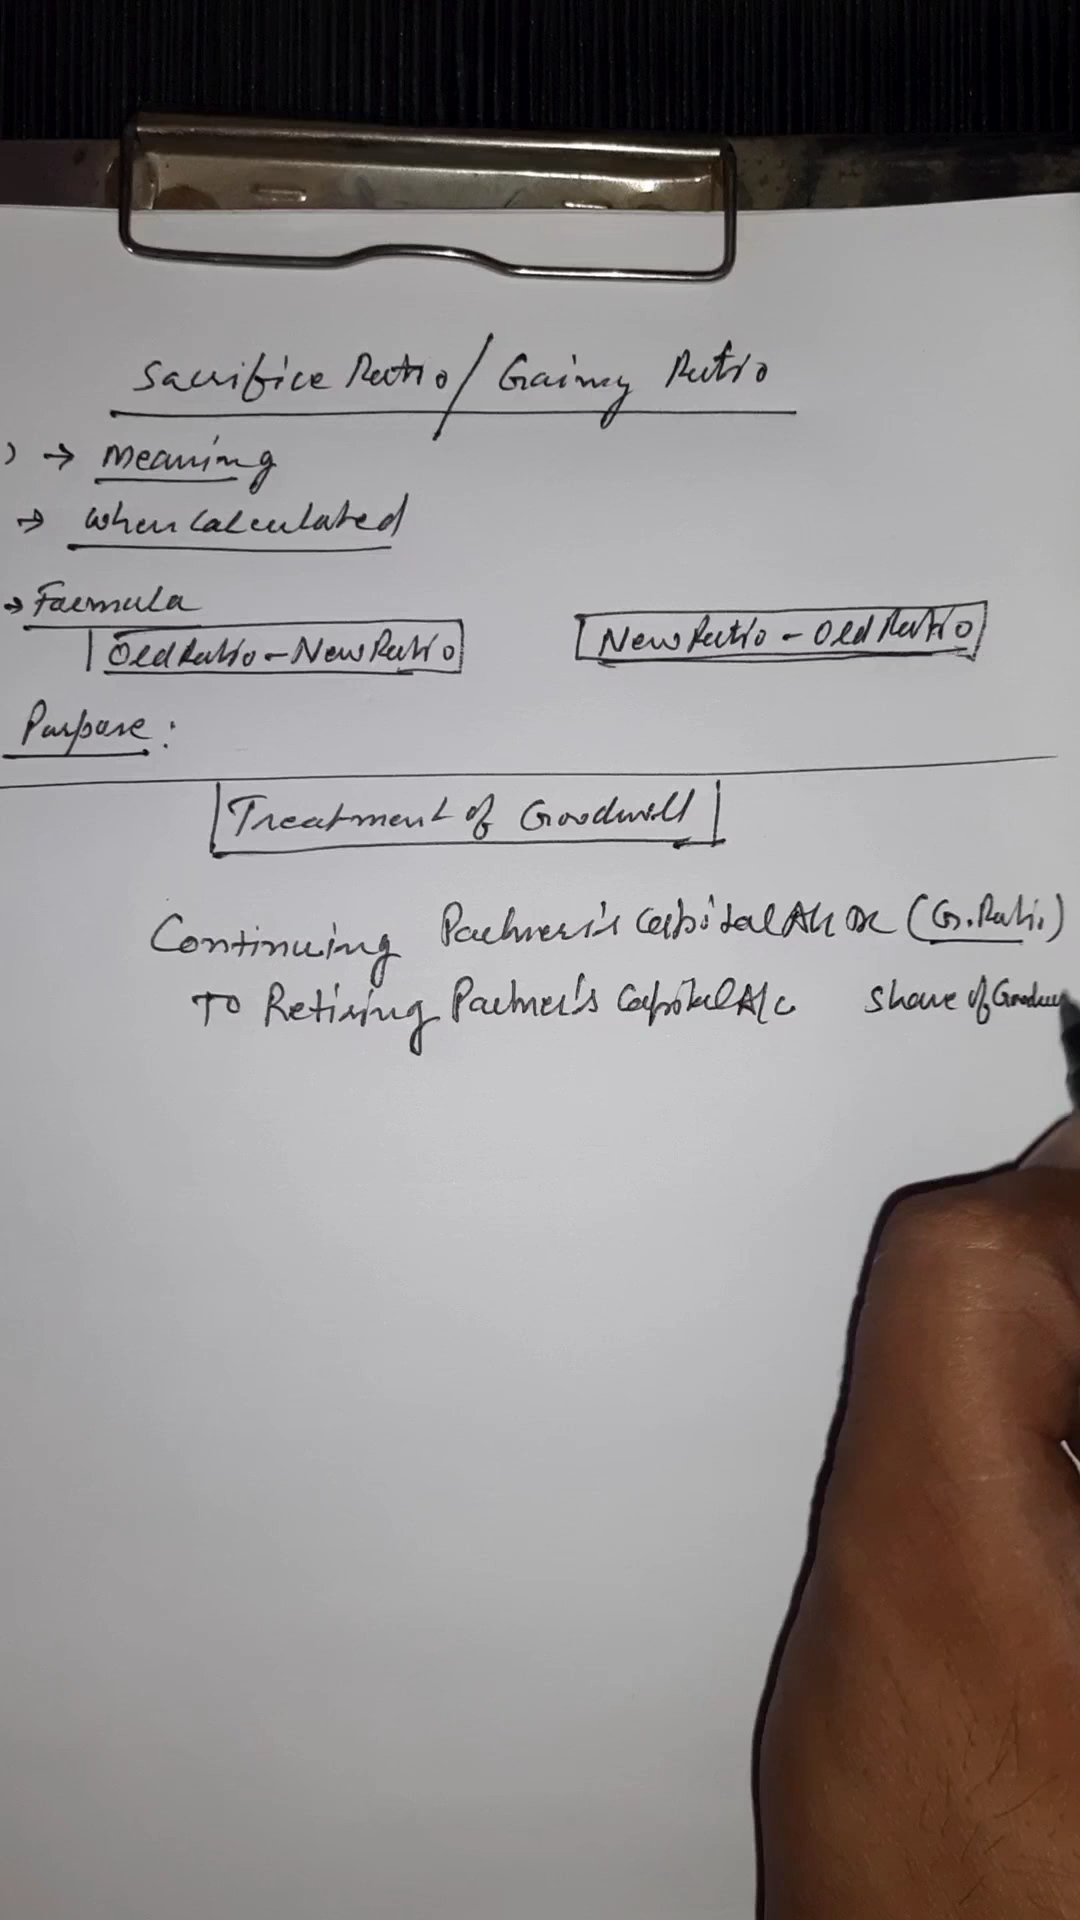 Sacrifice Ratio / Gaining Ratio
) → Meaning
→ When Calculated
→ Formula
Old Ratio - New Ratio New Ratio - Old Ratio
Purpose :
Treatment of Goodwill
Continuing Partner's Capital A/c Dr (G. Ratio)
To Retiring Partner's Capital A/c Share of